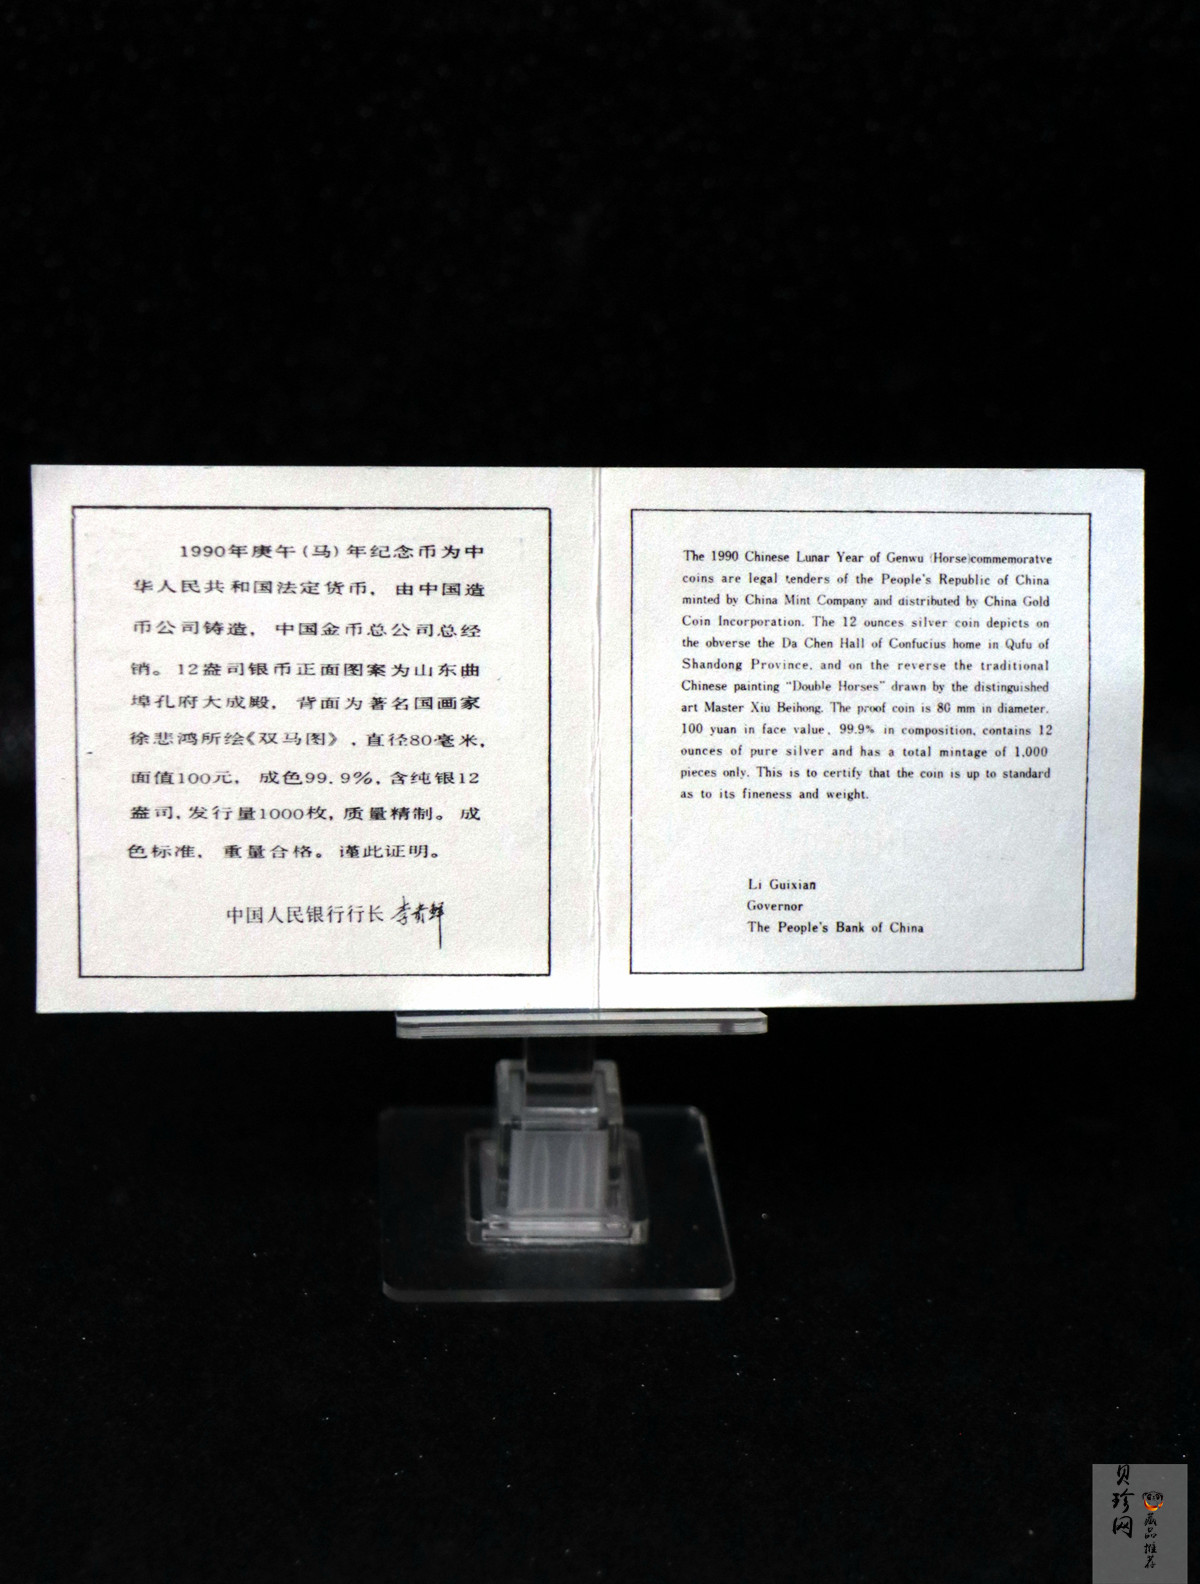 1990年庚午(马)年纪念币为中
华人民共和国法定货币，由中国造
币公司铸造，中国金币总公司总经
销。12盎司银币正面图案为山东曲
埠孔府大成殿，背面为著名国画家
徐悲鸿所绘《双马图》，直径80毫米，
面值100元，成色99.9%，含纯银12
盎司，发行量1000枚，质量精制。成
色标准，重量合格。谨此证明。
中国人民银行行长 李贵鲜
The 1990 Chinese Lunar Year of Genwu (Horse)commemoratve
coins are legal tenders of the People's Republic of China
minted by China Mint Company and distributed by China Gold
Coin Incorporation. The 12 ounces silver coin depicts on
the obverse the Da Chen Hall of Confucius home in Qufu of
Shandong Province, and on the reverse the traditional
Chinese painting "Double Horses" drawn by the distinguished
art Master Xiu Beihong. The proof coin is 80 mm in diameter,
100 yuan in face value, 99.9% in composition, contains 12
ounces of pure silver and has a total mintage of 1,000
pieces only. This is to certify that the coin is up to standard
as to its fineness and weight.
Li Guixian
Governor
The People's Bank of China
贝珍网
藏品推荐